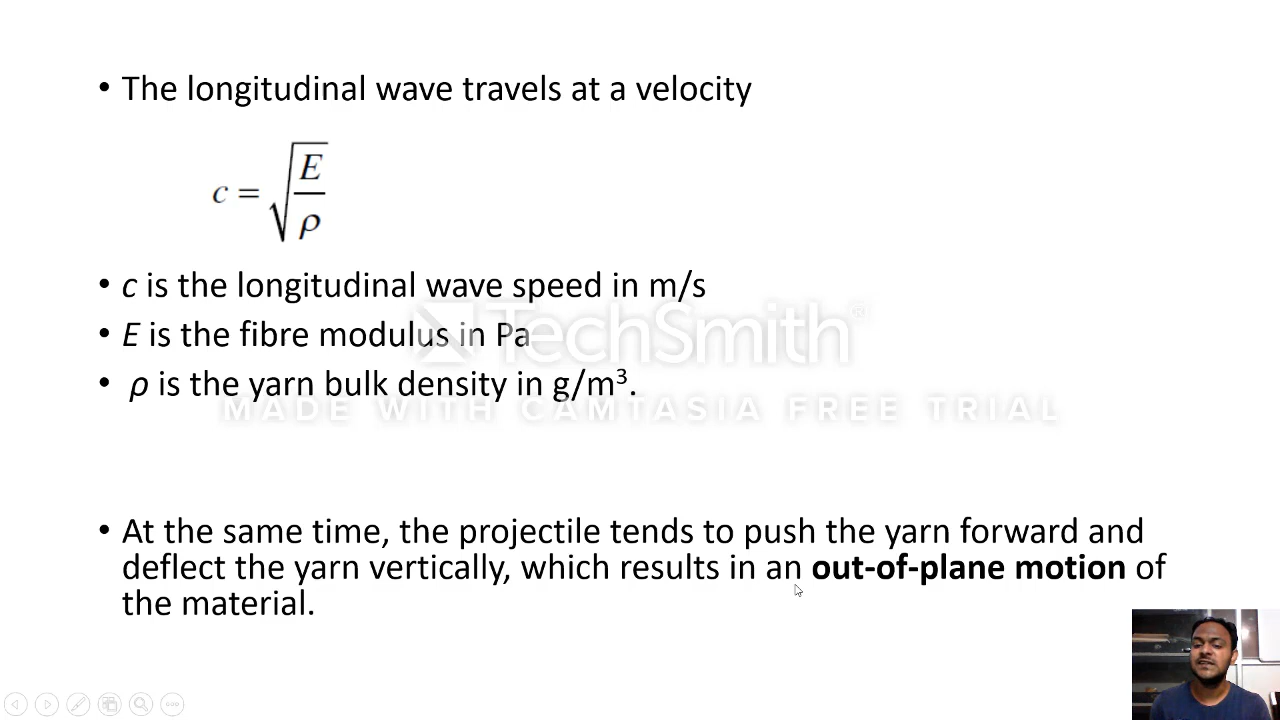 • The longitudinal wave travels at a velocity
c = √(E/ρ)
• c is the longitudinal wave speed in m/s
• E is the fibre modulus in Pa
TechSmith®
• ρ is the yarn bulk density in g/m³.
MADE WITH CAMTASIA FREE TRIAL
• At the same time, the projectile tends to push the yarn forward and
deflect the yarn vertically, which results in an out-of-plane motion of
the material.